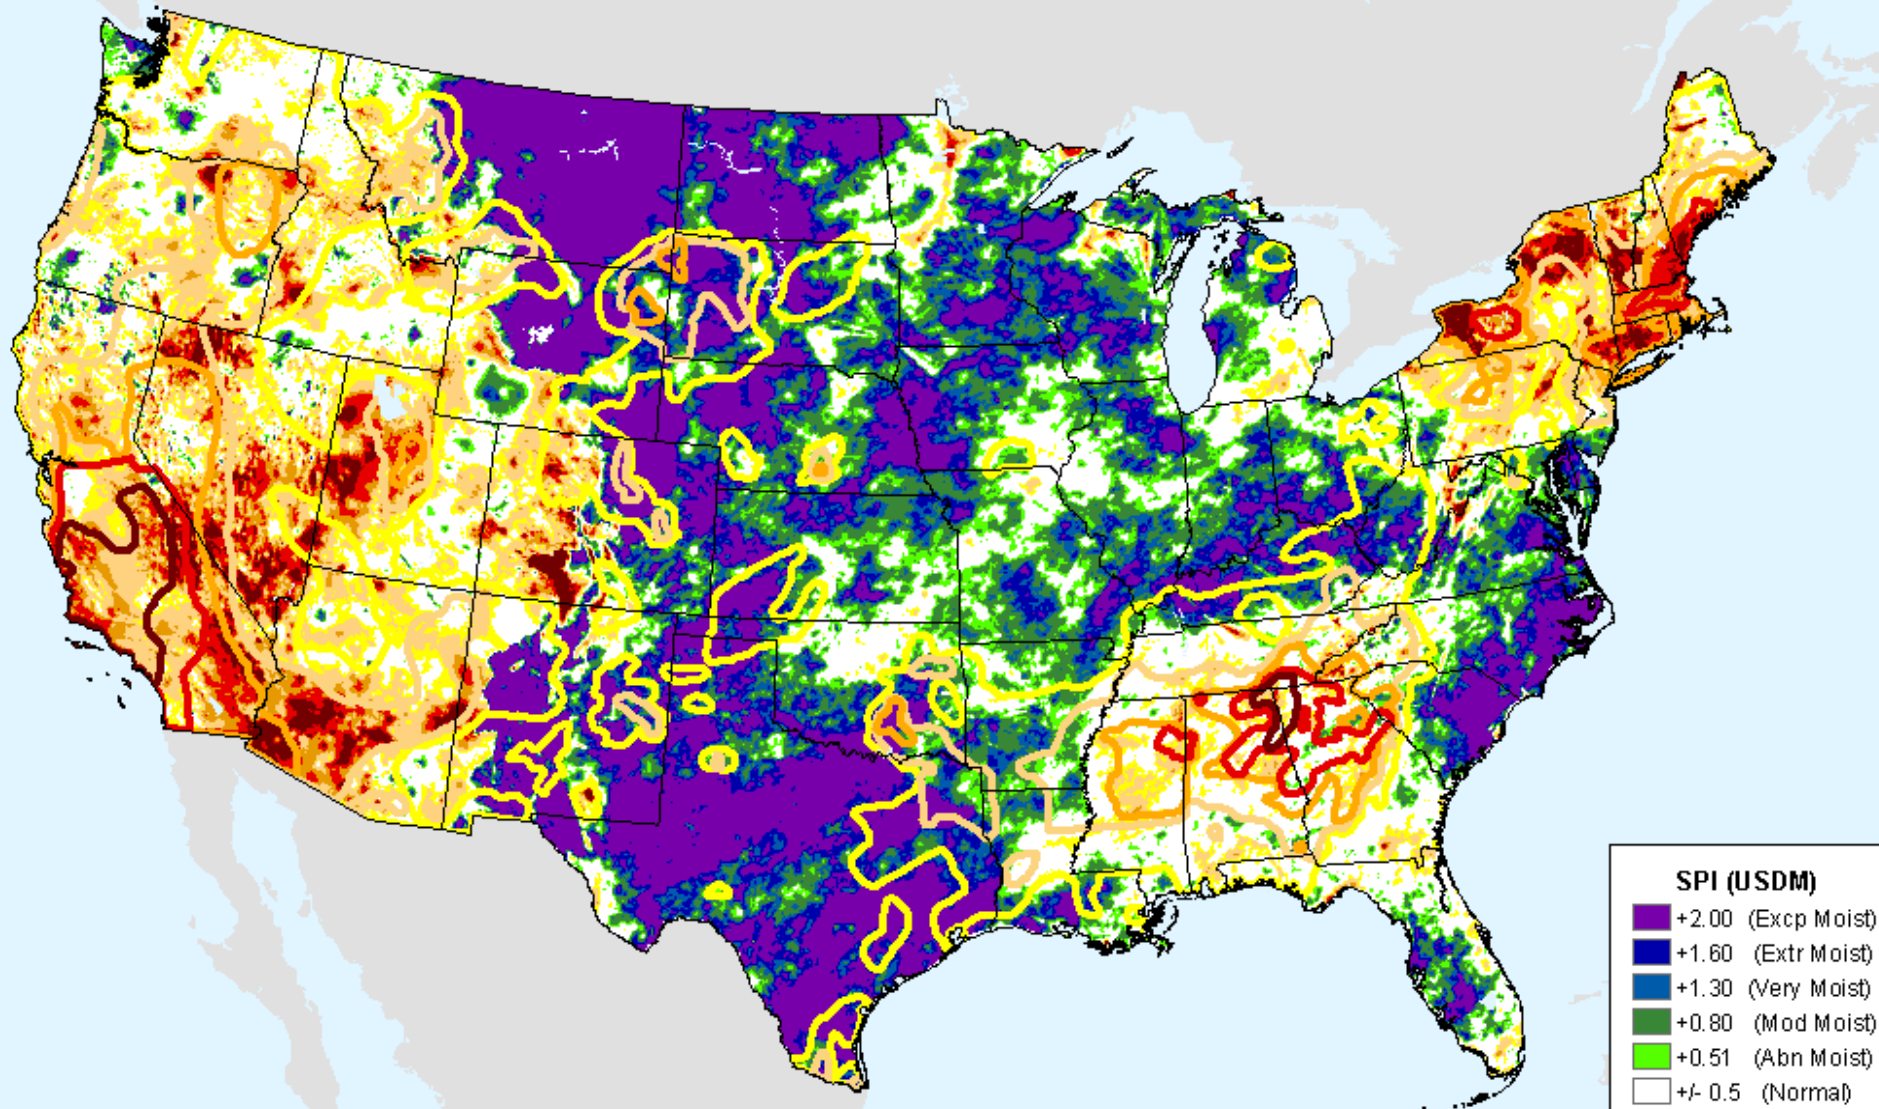 SPI (USDM)
+2.00 (Excp Moist)
+1.60 (Extr Moist)
+1.30 (Very Moist)
+0.80 (Mod Moist)
+0.51 (Abn Moist)
+/- 0.5 (Normal)